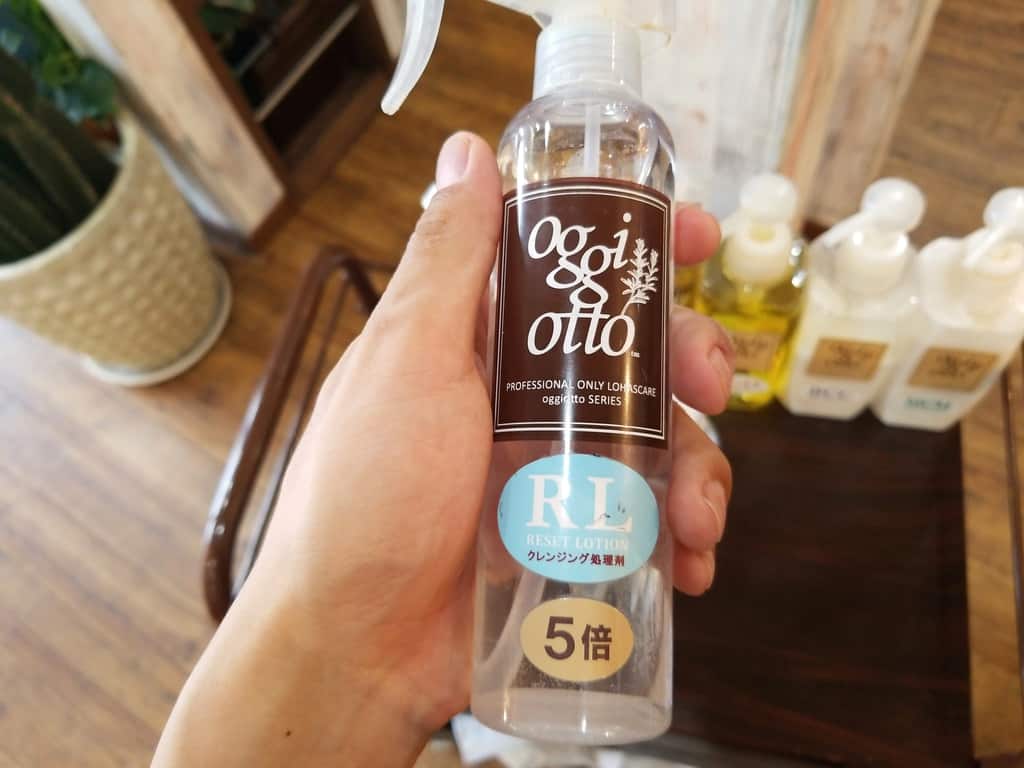 oggi
otto
PROFESSIONAL ONLY LOHASCARE
oggiotto SERIES
RL
RESET LOTION
クレンジング処理剤
5倍